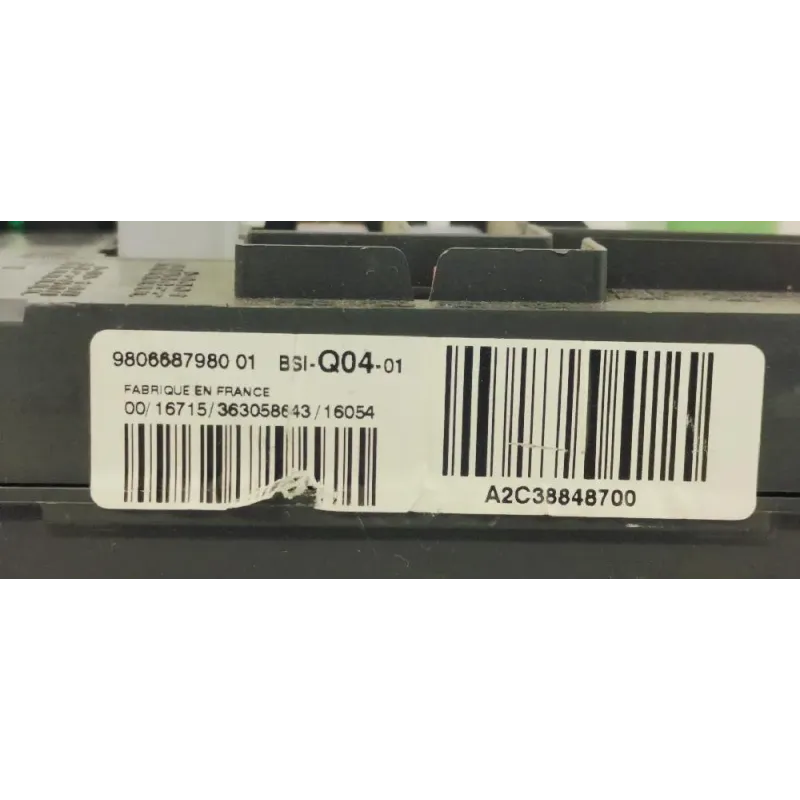 9806687980 01 BSI-Q04-01
FABRIQUE EN FRANCE
00/16715/363058643/16054
A2C38848700